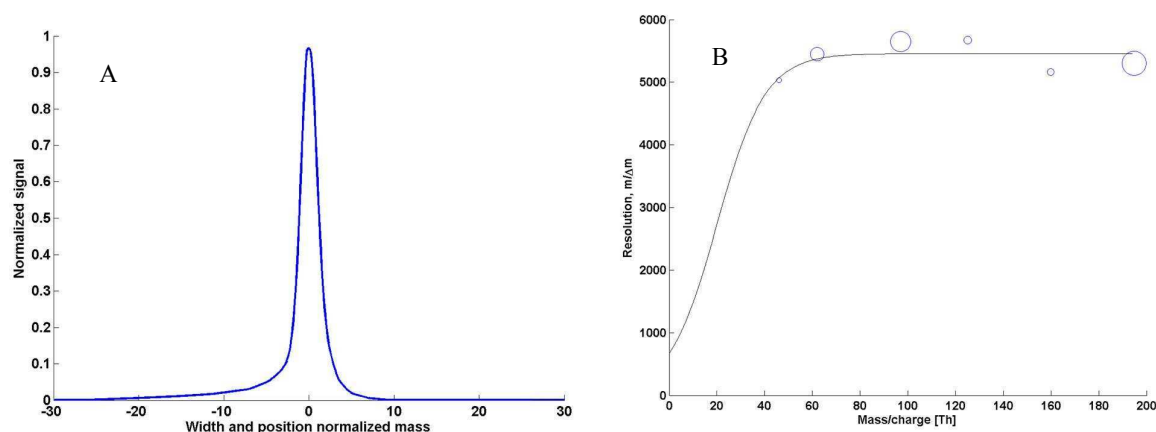 A
Normalized signal
1
0.9
0.8
0.7
0.6
0.5
0.4
0.3
0.2
0.1
0
-30 -20 -10 0 10 20 30
Width and position normalized mass
B
Resolution, m/Δm
6000
5000
4000
3000
2000
1000
0
0 20 40 60 80 100 120 140 160 180 200
Mass/charge [Th]